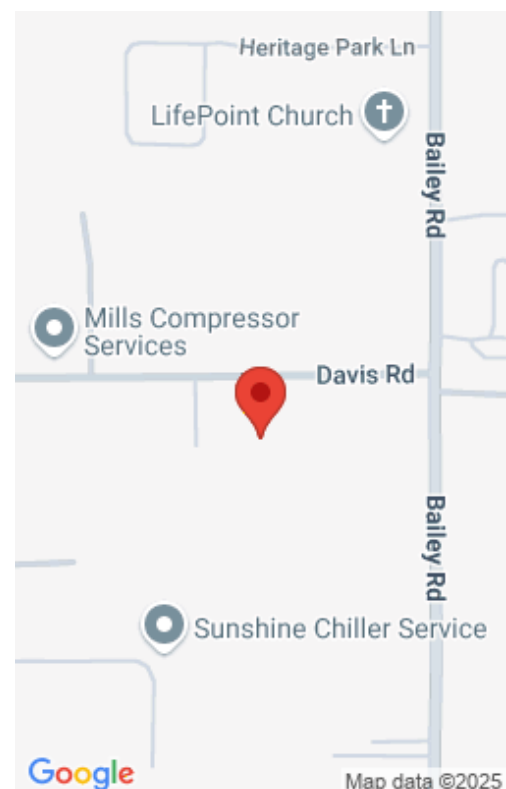 Heritage Park Ln
LifePoint Church
Bailey Rd
Mills Compressor
Services
Davis Rd
Bailey Rd
Sunshine Chiller Service
Google
Map data ©2025